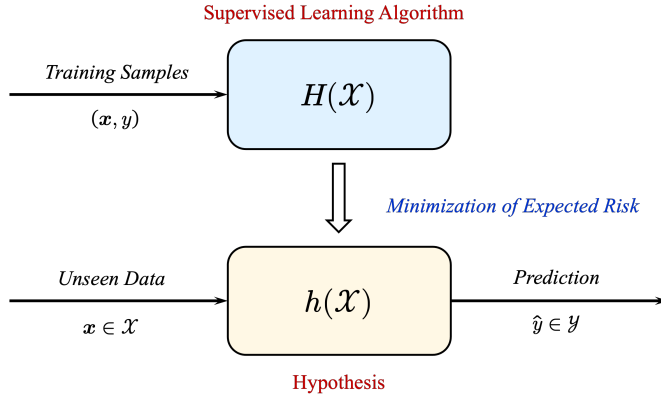 Supervised Learning Algorithm
Training Samples
(𝒙, y)
H(𝒳)
Minimization of Expected Risk
Unseen Data
𝒙 ∈ 𝒳
h(𝒳)
Prediction
ŷ ∈ 𝒴
Hypothesis